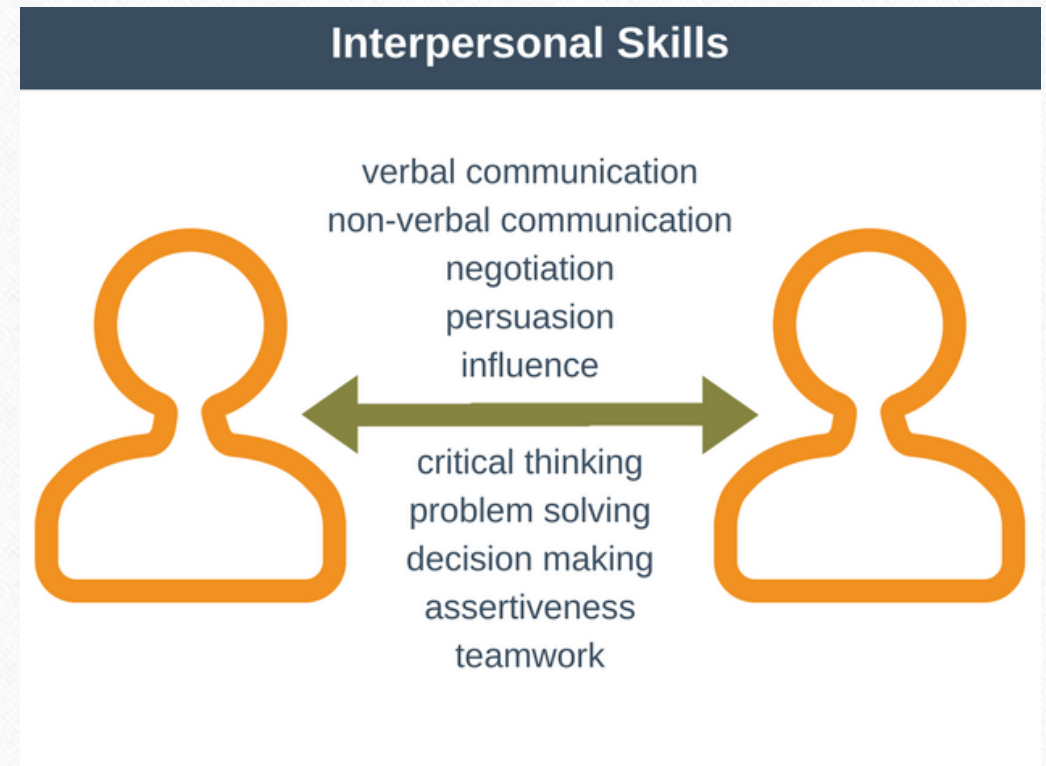 Interpersonal Skills
verbal communication
non-verbal communication
negotiation
persuasion
influence
critical thinking
problem solving
decision making
assertiveness
teamwork